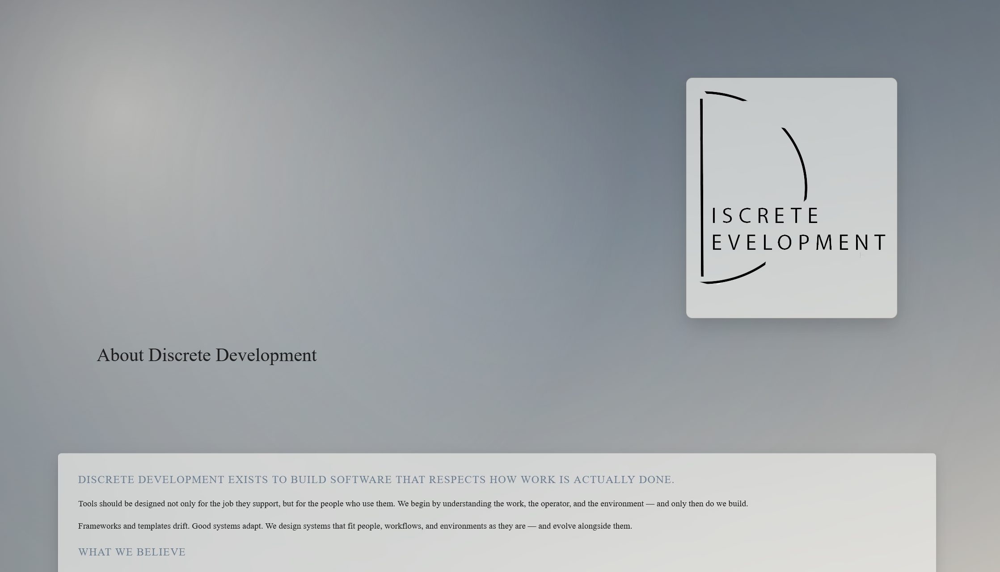 ISCRETE
EVELOPMENT
About Discrete Development
DISCRETE DEVELOPMENT EXISTS TO BUILD SOFTWARE THAT RESPECTS HOW WORK IS ACTUALLY DONE.
Tools should be designed not only for the job they support, but for the people who use them. We begin by understanding the work, the operator, and the environment — and only then do we build.
Frameworks and templates drift. Good systems adapt. We design systems that fit people, workflows, and environments as they are — and evolve alongside them.
WHAT WE BELIEVE